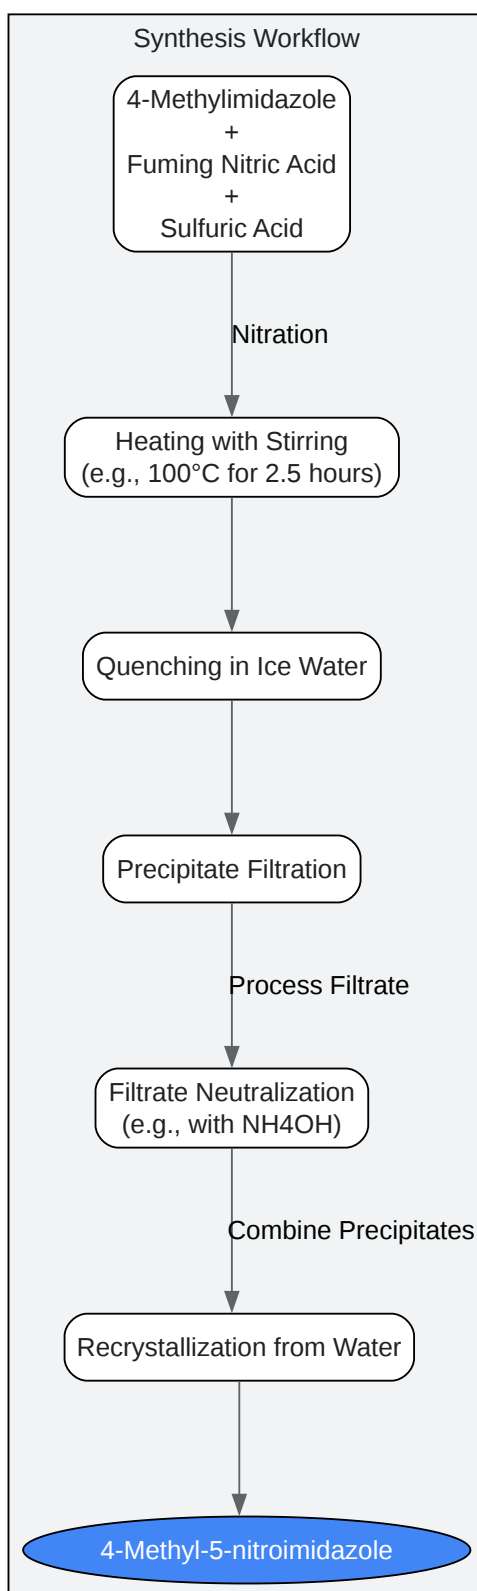 Synthesis Workflow
4-Methylimidazole
+
Fuming Nitric Acid
+
Sulfuric Acid
Nitration
Heating with Stirring
(e.g., 100°C for 2.5 hours)
Quenching in Ice Water
Precipitate Filtration
Process Filtrate
Filtrate Neutralization
(e.g., with NH4OH)
Combine Precipitates
Recrystallization from Water
4-Methyl-5-nitroimidazole